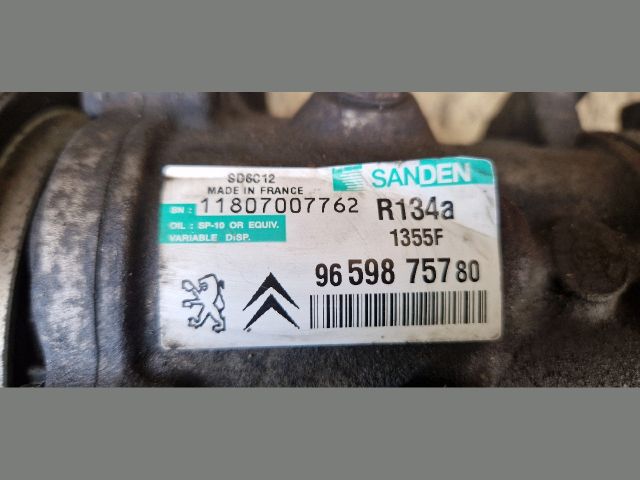 SD6C12
MADE IN FRANCE
SANDEN
SN: 11807007762
R134a
OIL : SP-10 OR EQUIV.
VARIABLE DiSP.
1355F
96 598 757 80